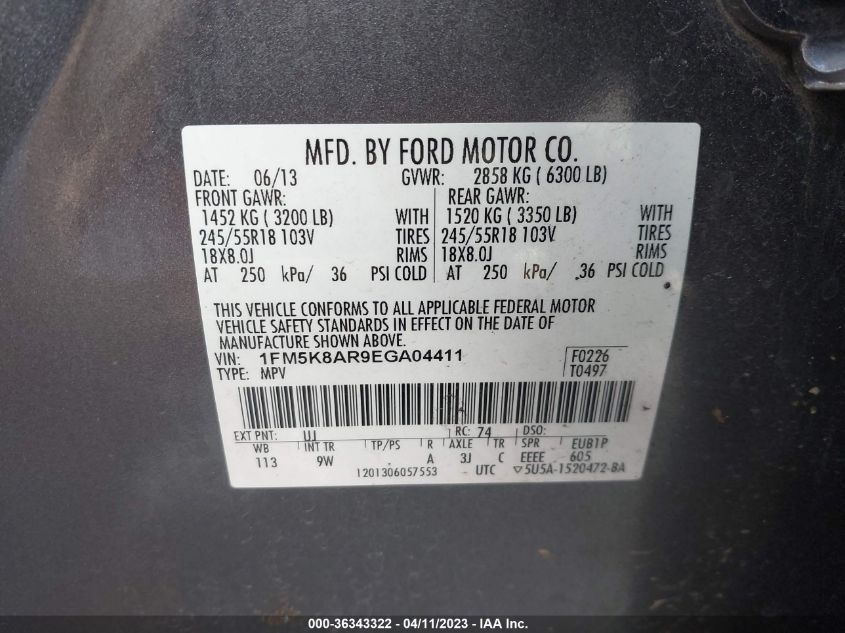 MFD. BY FORD MOTOR CO.
DATE: 06/13 GVWR: 2858 KG ( 6300 LB)
FRONT GAWR: REAR GAWR:
1452 KG ( 3200 LB) WITH 1520 KG ( 3350 LB) WITH
245/55R18 103V TIRES 245/55R18 103V TIRES
18X8.0J RIMS 18X8.0J RIMS
AT 250 kPa/ 36 PSI COLD AT 250 kPa/ 36 PSI COLD
THIS VEHICLE CONFORMS TO ALL APPLICABLE FEDERAL MOTOR
VEHICLE SAFETY STANDARDS IN EFFECT ON THE DATE OF
MANUFACTURE SHOWN ABOVE.
VIN: 1FM5K8AR9EGA04411 F0226
TYPE: MPV T0497
EXT PNT: UJ RC: 74 DSO:
WB INT TR TP/PS R AXLE TR SPR EUB1P
113 9W A 3J C EEEE 605
1201306057553 UTC ▽5U5A-1520472-BA
000-36343322 - 04/11/2023 - IAA Inc.